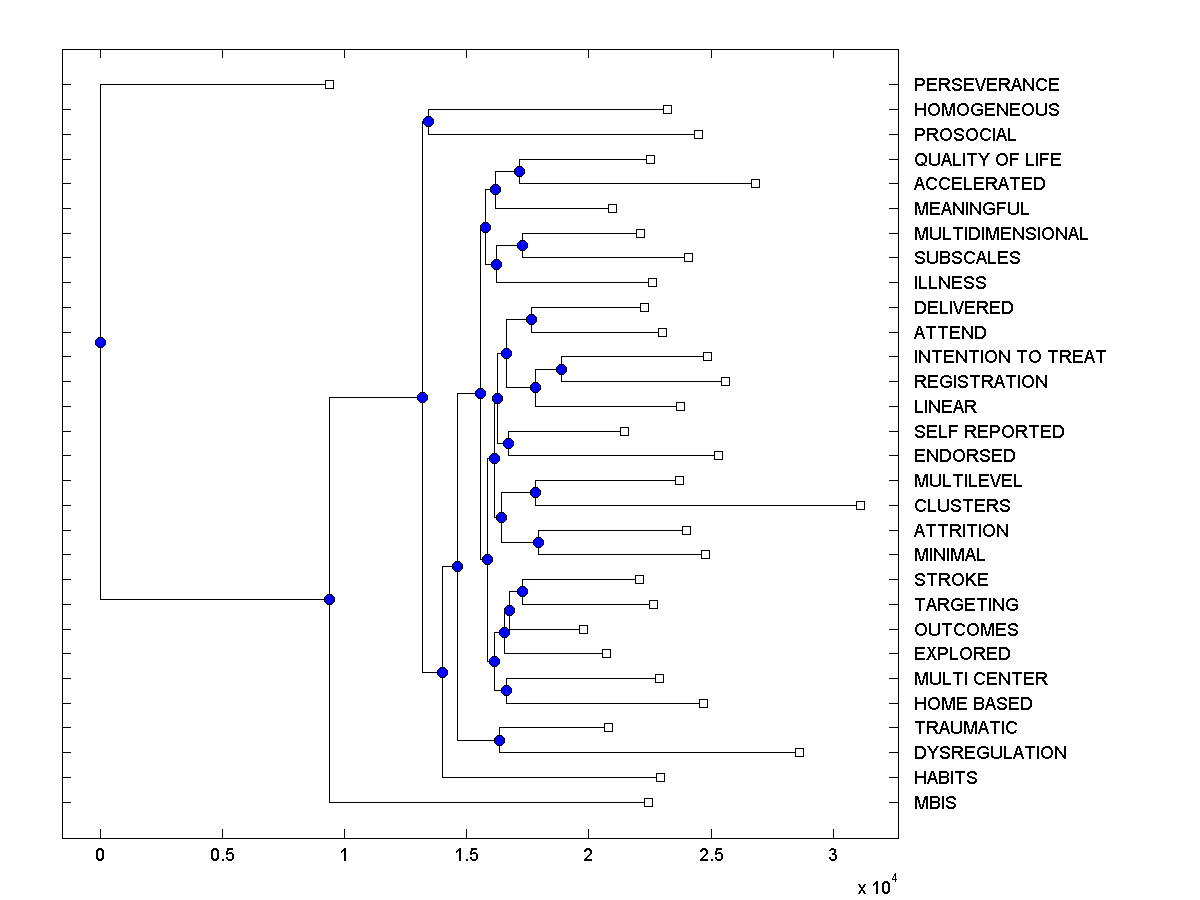 PERSEVERANCE
HOMOGENEOUS
PROSOCIAL
QUALITY OF LIFE
ACCELERATED
MEANINGFUL
MULTIDIMENSIONAL
SUBSCALES
ILLNESS
DELIVERED
ATTEND
INTENTION TO TREAT
REGISTRATION
LINEAR
SELF REPORTED
ENDORSED
MULTILEVEL
CLUSTERS
ATTRITION
MINIMAL
STROKE
TARGETING
OUTCOMES
EXPLORED
MULTI CENTER
HOME BASED
TRAUMATIC
DYSREGULATION
HABITS
MBIS
0 0.5 1 1.5 2 2.5 3
x 10^4